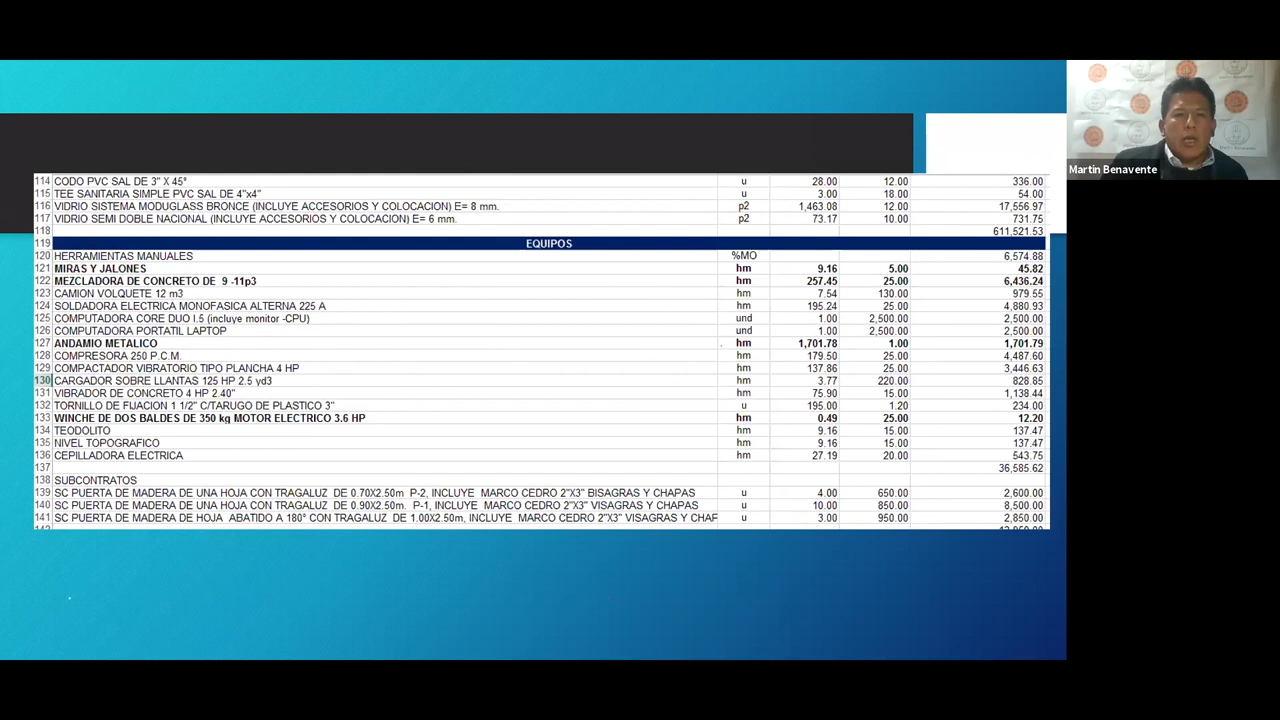 114 CODO PVC SAL DE 3" X 45° u 28.00 12.00 336.00
115 TEE SANITARIA SIMPLE PVC SAL DE 4"x4" u 3.00 18.00 54.00
116 VIDRIO SISTEMA MODUGLASS BRONCE (INCLUYE ACCESORIOS Y COLOCACION) E= 8 mm. p2 1,463.08 12.00 17,556.97
117 VIDRIO SEMI DOBLE NACIONAL (INCLUYE ACCESORIOS Y COLOCACION) E= 6 mm. p2 73.17 10.00 731.75
118 611,521.53
119 EQUIPOS
120 HERRAMIENTAS MANUALES %MO 6,574.88
121 MIRAS Y JALONES hm 9.16 5.00 45.82
122 MEZCLADORA DE CONCRETO DE 9 -11p3 hm 257.45 25.00 6,436.24
123 CAMION VOLQUETE 12 m3 hm 7.54 130.00 979.55
124 SOLDADORA ELECTRICA MONOFASICA ALTERNA 225 A hm 195.24 25.00 4,880.93
125 COMPUTADORA CORE DUO I.5 (incluye monitor -CPU) und 1.00 2,500.00 2,500.00
126 COMPUTADORA PORTATIL LAPTOP und 1.00 2,500.00 2,500.00
127 ANDAMIO METALICO hm 1,701.78 1.00 1,701.79
128 COMPRESORA 250 P.C.M. hm 179.50 25.00 4,487.60
129 COMPACTADOR VIBRATORIO TIPO PLANCHA 4 HP hm 137.86 25.00 3,446.63
130 CARGADOR SOBRE LLANTAS 125 HP 2.5 yd3 hm 3.77 220.00 828.85
131 VIBRADOR DE CONCRETO 4 HP 2.40" hm 75.90 15.00 1,138.44
132 TORNILLO DE FIJACION 1 1/2" C/TARUGO DE PLASTICO 3" u 195.00 1.20 234.00
133 WINCHE DE DOS BALDES DE 350 kg MOTOR ELECTRICO 3.6 HP hm 0.49 25.00 12.20
134 TEODOLITO hm 9.16 15.00 137.47
135 NIVEL TOPOGRAFICO hm 9.16 15.00 137.47
136 CEPILLADORA ELECTRICA hm 27.19 20.00 543.75
137 36,585.62
138 SUBCONTRATOS
139 SC PUERTA DE MADERA DE UNA HOJA CON TRAGALUZ DE 0.70X2.50m P-2, INCLUYE MARCO CEDRO 2"X3" BISAGRAS Y CHAPAS u 4.00 650.00 2,600.00
140 SC PUERTA DE MADERA DE UNA HOJA CON TRAGALUZ DE 0.90X2.50m. P-1, INCLUYE MARCO CEDRO 2"X3" VISAGRAS Y CHAPAS u 10.00 850.00 8,500.00
141 SC PUERTA DE MADERA DE HOJA ABATIDO A 180° CON TRAGALUZ DE 1.00X2.50m, INCLUYE MARCO CEDRO 2"X3" VISAGRAS Y CHAF u 3.00 950.00 2,850.00
Martin Benavente